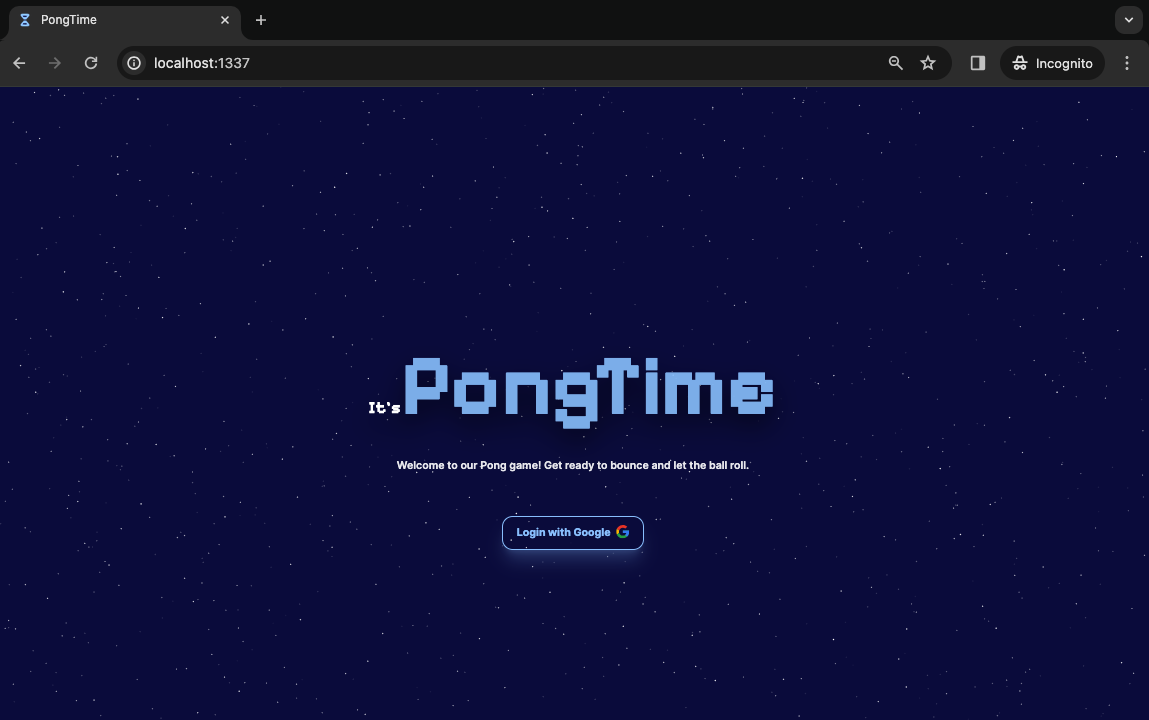 PongTime
localhost:1337
Incognito
It's PongTime
Welcome to our Pong game! Get ready to bounce and let the ball roll.
Login with Google